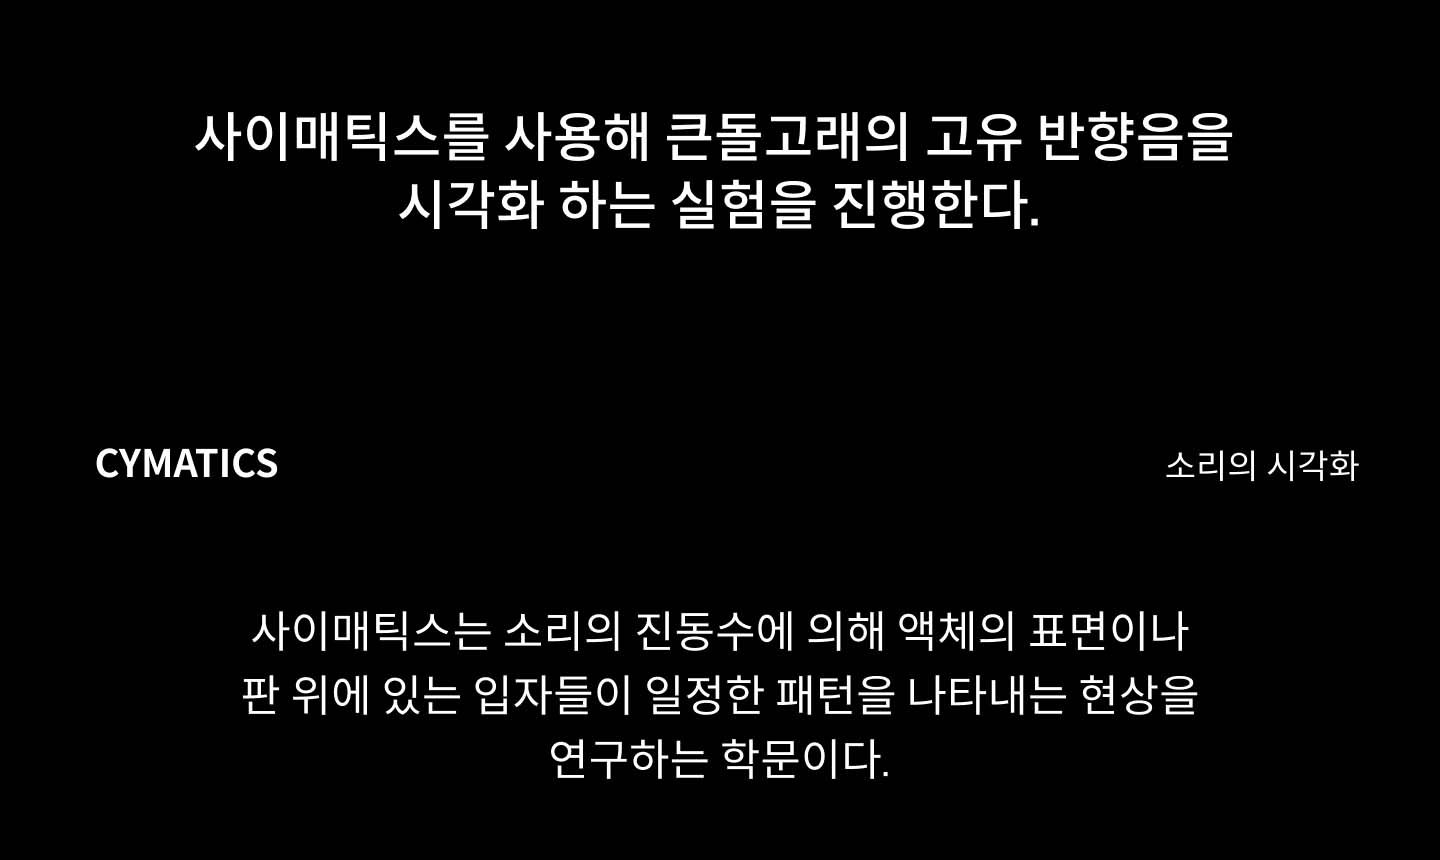 사이매틱스를 사용해 큰돌고래의 고유 반향음을
시각화 하는 실험을 진행한다.
CYMATICS
소리의 시각화
사이매틱스는 소리의 진동수에 의해 액체의 표면이나
판 위에 있는 입자들이 일정한 패턴을 나타내는 현상을
연구하는 학문이다.